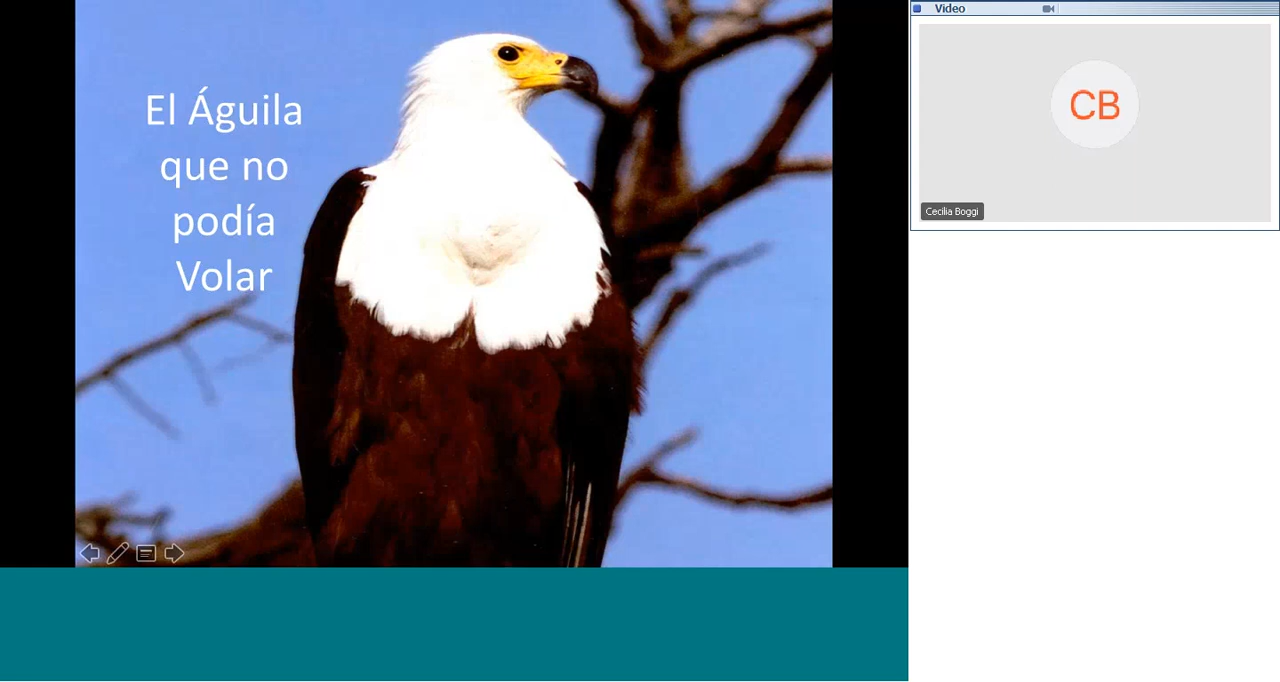 El Águila
que no
podía
Volar
Video
CB
Cecilia Boggi